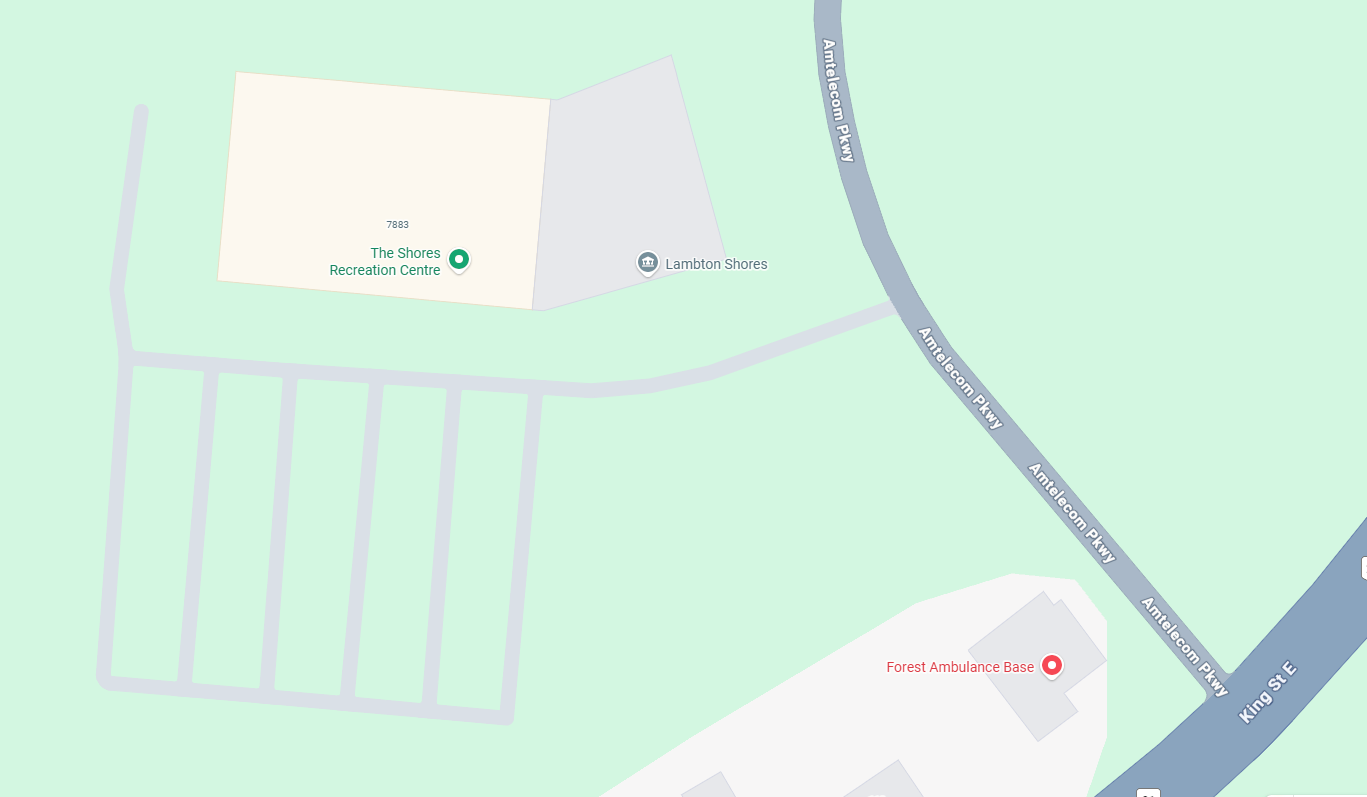 Amtelecom Pkwy
7883
The Shores
Recreation Centre
Lambton Shores
Amtelecom Pkwy
Amtelecom Pkwy
Amtelecom Pkwy
Forest Ambulance Base
King St E